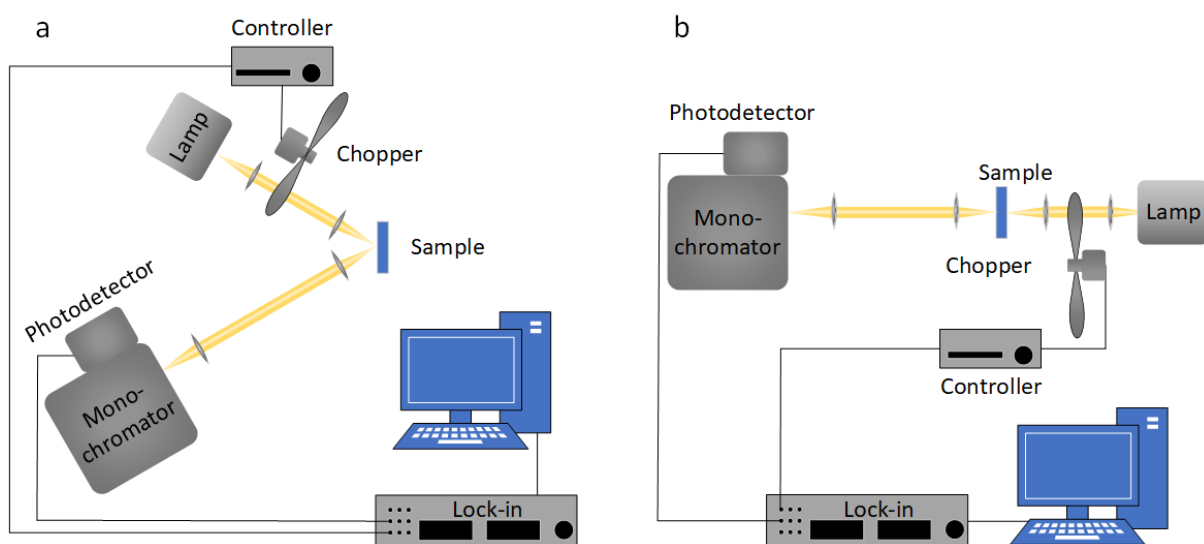 a
Controller
Lamp
Chopper
Sample
Photodetector
Mono-
chromator
Lock-in
b
Photodetector
Sample
Mono-
chromator
Lamp
Chopper
Controller
Lock-in